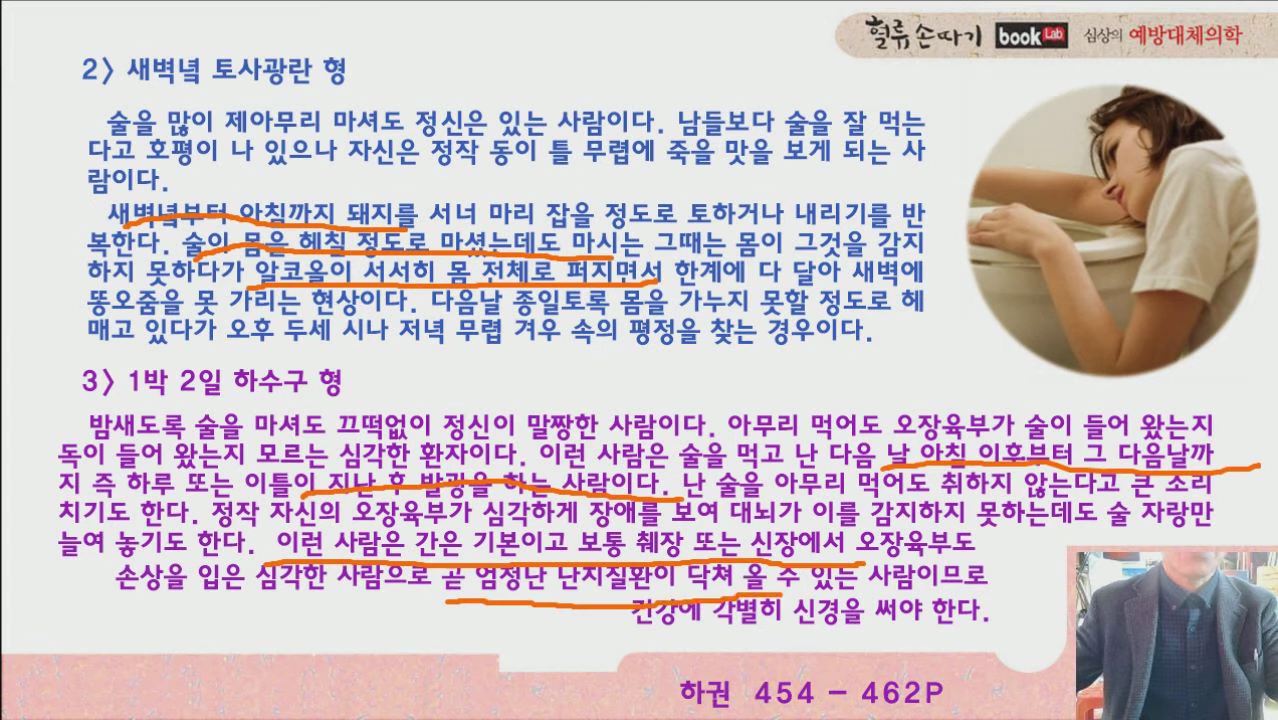 혈류 손따기 book Lab 심상의 예방대체의학
2> 새벽녘 토사광란 형
술을 많이 제아무리 마셔도 정신은 있는 사람이다. 남들보다 술을 잘 먹는
다고 호평이 나 있으나 자신은 정작 동이 틀 무렵에 죽을 맛을 보게 되는 사
람이다.
새벽녘부터 아침까지 돼지를 서너 마리 잡을 정도로 토하거나 내리기를 반
복한다. 술이 몸을 헤칠 정도로 마셨는데도 마시는 그때는 몸이 그것을 감지
하지 못하다가 알코올이 서서히 몸 전체로 퍼지면서 한계에 다 달아 새벽에
똥오줌을 못 가리는 현상이다. 다음날 종일토록 몸을 가누지 못할 정도로 헤
매고 있다가 오후 두세 시나 저녁 무렵 겨우 속의 평정을 찾는 경우이다.
3> 1박 2일 하수구 형
밤새도록 술을 마셔도 끄떡없이 정신이 말짱한 사람이다. 아무리 먹어도 오장육부가 술이 들어 왔는지
독이 들어 왔는지 모르는 심각한 환자이다. 이런 사람은 술을 먹고 난 다음 날 아침 이후부터 그 다음날까
지 즉 하루 또는 이틀이 지난 후 발광을 하는 사람이다. 난 술을 아무리 먹어도 취하지 않는다고 큰 소리
치기도 한다. 정작 자신의 오장육부가 심각하게 장애를 보여 대뇌가 이를 감지하지 못하는데도 술 자랑만
늘여 놓기도 한다. 이런 사람은 간은 기본이고 보통 췌장 또는 신장에서 오장육부도
손상을 입은 심각한 사람으로 곧 엄청난 난치질환이 닥쳐 올 수 있는 사람이므로
건강에 각별히 신경을 써야 한다.
하권 454 - 462P